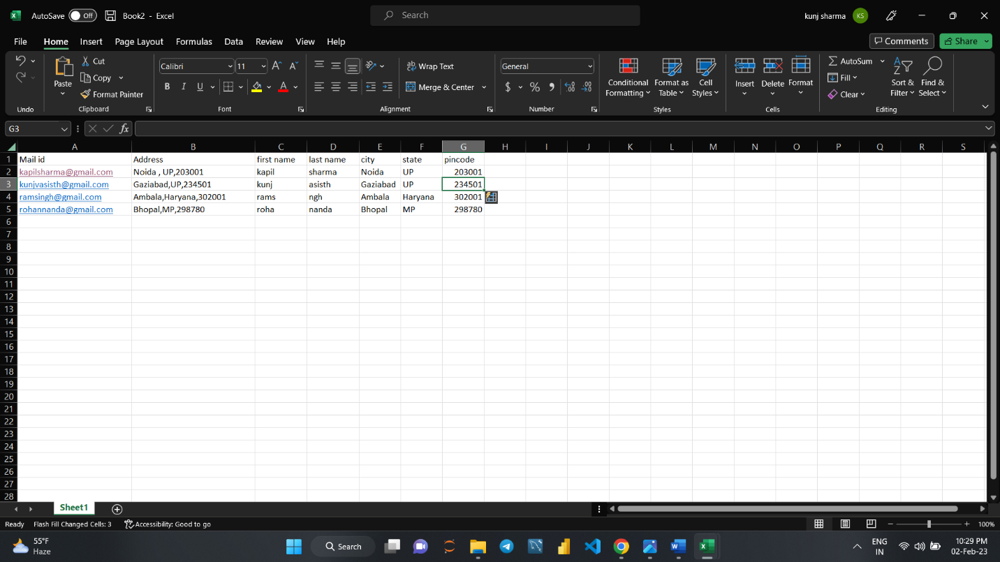 AutoSave Off Book2 - Excel Search kunj sharma KS
File Home Insert Page Layout Formulas Data Review View Help Comments Share
Paste Cut Copy Format Painter
Calibri 11 A^ Aˇ B I U A
ab Wrap Text Merge & Center
General $ % 9 .00
Conditional Formatting Format as Table Cell Styles
Insert Delete Format
AutoSum Fill Clear Sort & Filter Find & Select
Undo Clipboard Font Alignment Number Styles Cells Editing
G3 fx
A B C D E F G H I J K L M N O P Q R S
1 Mail id Address first name last name city state pincode
2 kapilsharma@gmail.com Noida , UP,203001 kapil sharma Noida UP 203001
3 kunjvasisth@gmail.com Gaziabad,UP,234501 kunj asisth Gaziabad UP 234501
4 ramsingh@gmail.com Ambala,Haryana,302001 rams ngh Ambala Haryana 302001
5 rohannanda@gmail.com Bhopal,MP,298780 roha nanda Bhopal MP 298780
6
7
8
9
10
11
12
13
14
15
16
17
18
19
20
21
22
23
24
25
26
27
28
Sheet1
Ready Flash Fill Changed Cells: 3 Accessibility: Good to go 100%
55°F Haze Search ENG IN 10:29 PM 02-Feb-23